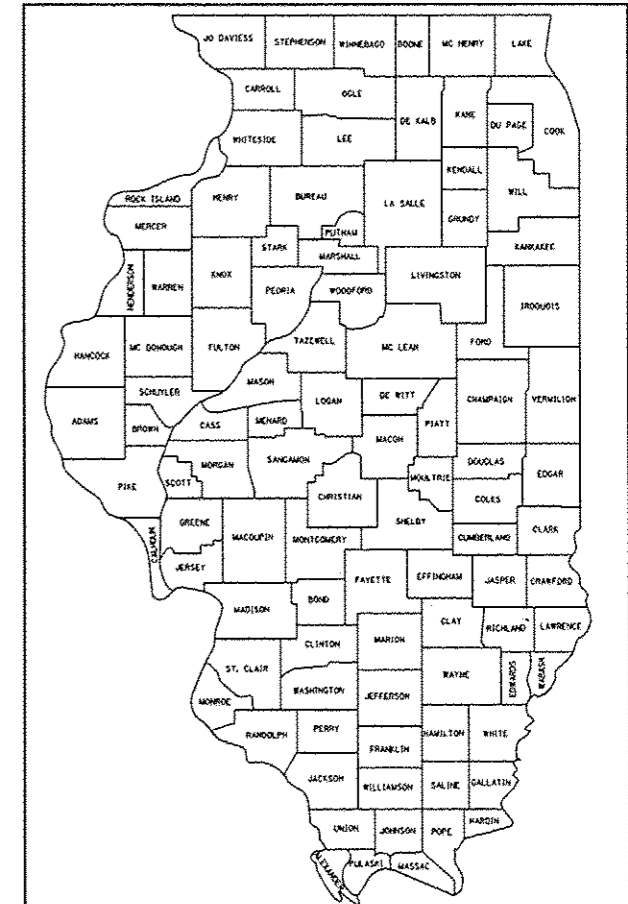 JO DAVIESS
STEPHENSON
WINNEBAGO
BOONE
MC HENRY
LAKE
CARROLL
OGLE
DE KALB
KANE
DU PAGE
COOK
WHITESIDE
LEE
KENDALL
WILL
ROCK ISLAND
HENRY
BUREAU
LA SALLE
GRUNDY
MERCER
PUTNAM
STARK
MARSHALL
KANKAKEE
HENDERSON
WARREN
KNOX
PEORIA
WOODFORD
LIVINGSTON
IROQUOIS
HANCOCK
MC DONOUGH
FULTON
TAZEWELL
MC LEAN
FORD
MASON
SCHUYLER
LOGAN
DE WITT
CHAMPAIGN
VERMILION
ADAMS
BROWN
CASS
MENARD
MACON
PIATT
PIKE
SCOTT
MORGAN
SANGAMON
CHRISTIAN
MOULTRIE
DOUGLAS
EDGAR
COLES
GREENE
MACOUPIN
MONTGOMERY
SHELBY
CUMBERLAND
CLARK
CALHOUN
JERSEY
FAYETTE
EFFINGHAM
JASPER
CRAWFORD
MADISON
BOND
CLAY
RICHLAND
LAWRENCE
CLINTON
MARION
ST. CLAIR
WAYNE
EDWARDS
WABASH
MONROE
WASHINGTON
JEFFERSON
RANDOLPH
PERRY
HAMILTON
WHITE
FRANKLIN
JACKSON
WILLIAMSON
SALINE
GALLATIN
UNION
JOHNSON
POPE
HARDIN
ALEXANDER
PULASKI
MASSAC